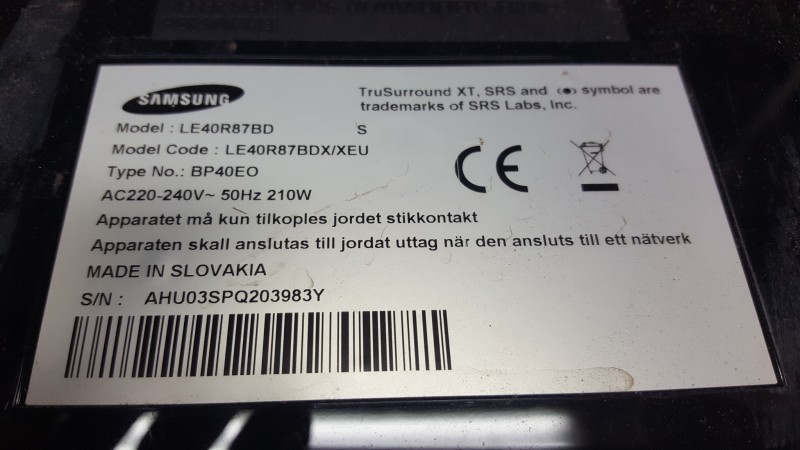 SAMSUNG
TruSurround XT, SRS and (●) symbol are
trademarks of SRS Labs, Inc.
Model : LE40R87BD S
Model Code : LE40R87BDX/XEU
Type No.: BP40EO
AC220-240V~ 50Hz 210W
CE
Apparatet må kun tilkoples jordet stikkontakt
Apparaten skall anslutas till jordat uttag när den ansluts till ett nätverk
MADE IN SLOVAKIA
S/N : AHU03SPQ203983Y